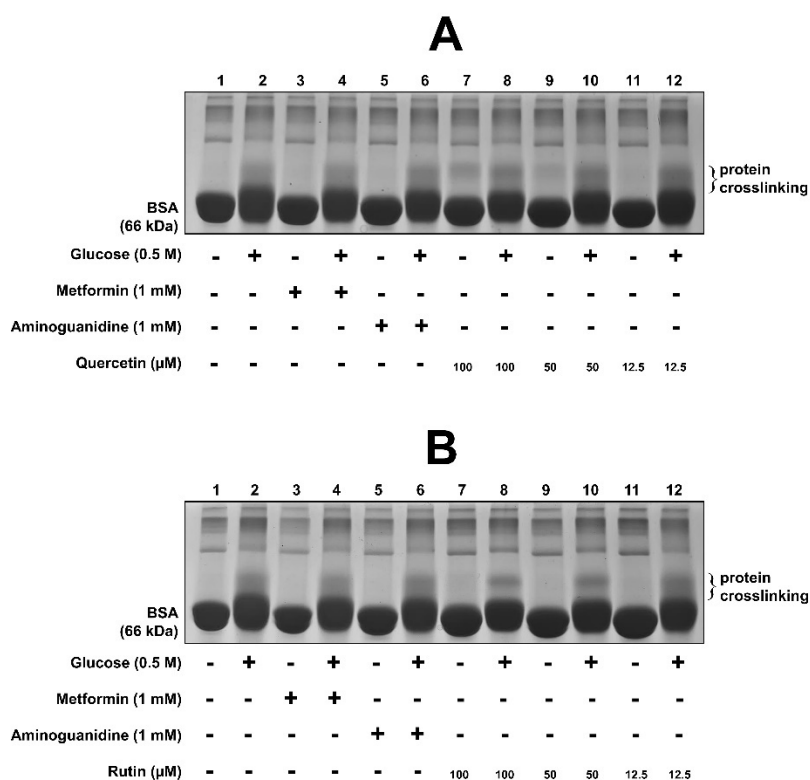 A
1 2 3 4 5 6 7 8 9 10 11 12
protein
crosslinking
BSA
(66 kDa)
Glucose (0.5 M) - + - + - + - + - + - +
Metformin (1 mM) - - + + - - - - - - - -
Aminoguanidine (1 mM) - - - - + + - - - - - -
Quercetin (µM) - - - - - - 100 100 50 50 12.5 12.5
B
1 2 3 4 5 6 7 8 9 10 11 12
protein
crosslinking
BSA
(66 kDa)
Glucose (0.5 M) - + - + - + - + - + - +
Metformin (1 mM) - - + + - - - - - - - -
Aminoguanidine (1 mM) - - - - + + - - - - - -
Rutin (µM) - - - - - - 100 100 50 50 12.5 12.5